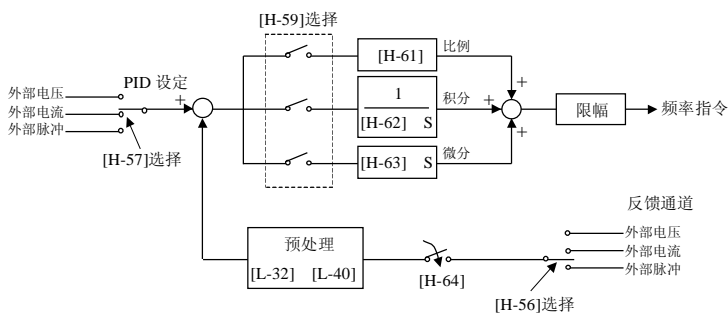 [H-59]选择
[H-61]
比例
+
PID 设定
外部电压
外部电流
外部脉冲
+
[H-57]选择
1
[H-62] S
积分
+
+
限幅
频率指令
[H-63] S
微分
+
反馈通道
预处理
[L-32] [L-40]
[H-64]
外部电压
外部电流
外部脉冲
[H-56]选择